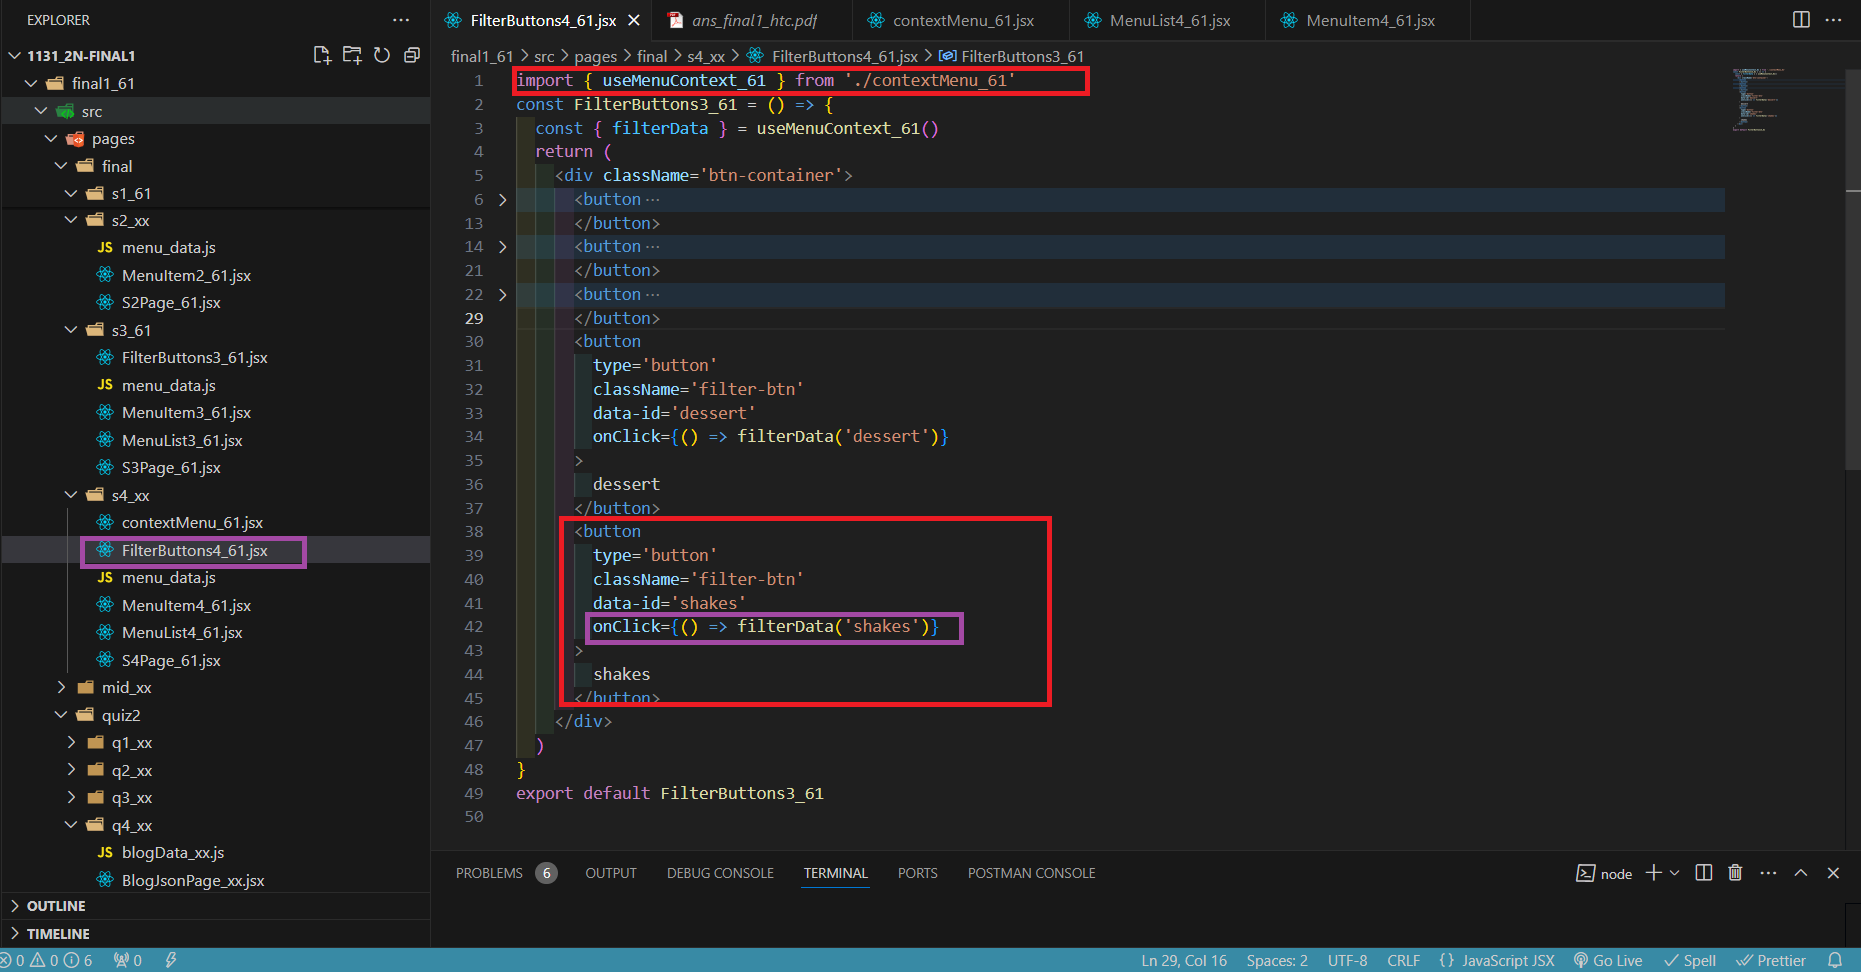 EXPLORER
1131_2N-FINAL1
final1_61
src
pages
final
s1_61
s2_xx
JS menu_data.js
MenuItem2_61.jsx
S2Page_61.jsx
s3_61
FilterButtons3_61.jsx
JS menu_data.js
MenuItem3_61.jsx
MenuList3_61.jsx
S3Page_61.jsx
s4_xx
contextMenu_61.jsx
FilterButtons4_61.jsx
JS menu_data.js
MenuItem4_61.jsx
MenuList4_61.jsx
S4Page_61.jsx
mid_xx
quiz2
q1_xx
q2_xx
q3_xx
q4_xx
JS blogData_xx.js
BlogJsonPage_xx.jsx
OUTLINE
TIMELINE
FilterButtons4_61.jsx ans_final1_htc.pdf contextMenu_61.jsx MenuList4_61.jsx MenuItem4_61.jsx
final1_61 > src > pages > final > s4_xx > FilterButtons4_61.jsx > FilterButtons3_61
1 import { useMenuContext_61 } from './contextMenu_61'
2 const FilterButtons3_61 = () => {
3 const { filterData } = useMenuContext_61()
4 return (
5 <div className='btn-container'>
6 <button ···
13 </button>
14 <button ···
21 </button>
22 <button ···
29 </button>
30 <button
31 type='button'
32 className='filter-btn'
33 data-id='dessert'
34 onClick={() => filterData('dessert')}
35 >
36 dessert
37 </button>
38 <button
39 type='button'
40 className='filter-btn'
41 data-id='shakes'
42 onClick={() => filterData('shakes')}
43 >
44 shakes
45 </button>
46 </div>
47 )
48 }
49 export default FilterButtons3_61
50
PROBLEMS 6 OUTPUT DEBUG CONSOLE TERMINAL PORTS POSTMAN CONSOLE node
0 0 6 0 Ln 29, Col 16 Spaces: 2 UTF-8 CRLF {} JavaScript JSX Go Live Spell Prettier